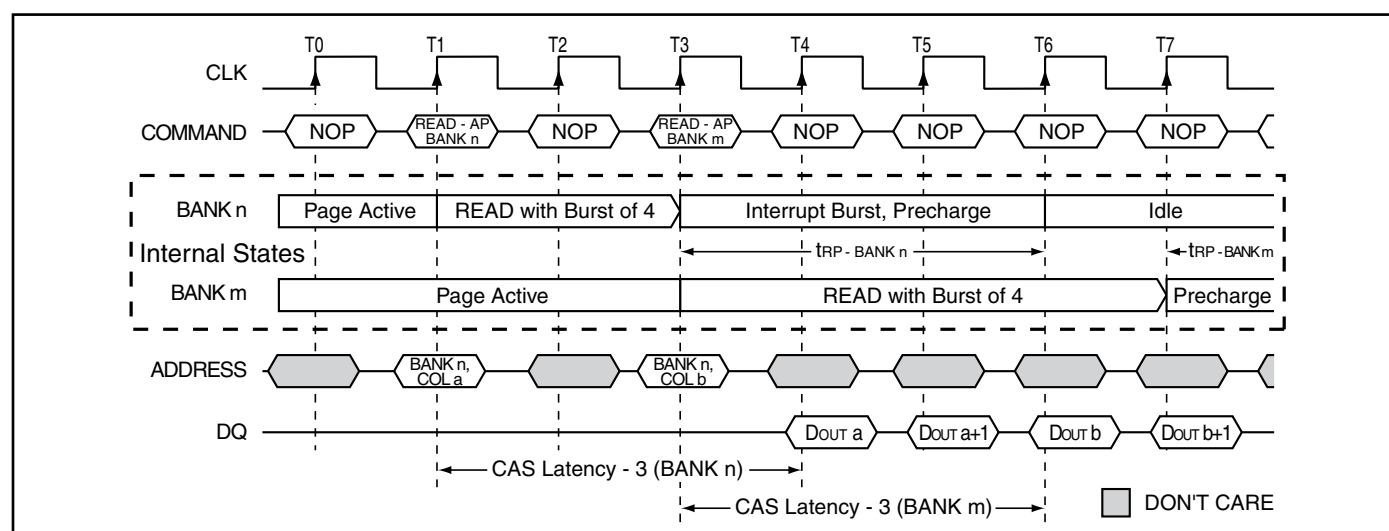 T0 T1 T2 T3 T4 T5 T6 T7
CLK
COMMAND NOP READ - AP BANK n NOP READ - AP BANK m NOP NOP NOP NOP
BANK n Page Active READ with Burst of 4 Interrupt Burst, Precharge Idle
Internal States tRP - BANK n tRP - BANK m
BANK m Page Active READ with Burst of 4 Precharge
ADDRESS BANK n, COL a BANK n, COL b
DQ DOUT a DOUT a+1 DOUT b DOUT b+1
CAS Latency - 3 (BANK n)
CAS Latency - 3 (BANK m) DON'T CARE